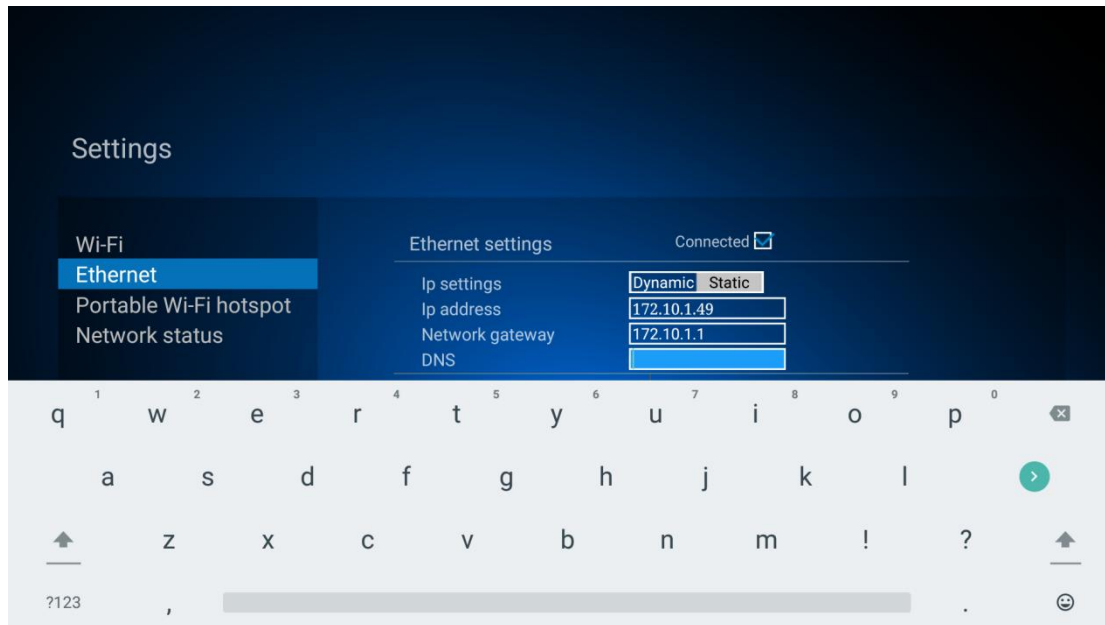 Settings
Wi-Fi
Ethernet
Portable Wi-Fi hotspot
Network status
Ethernet settings Connected
Ip settings Dynamic Static
Ip address 172.10.1.49
Network gateway 172.10.1.1
DNS
1 2 3 4 5 6 7 8 9 0
q w e r t y u i o p
a s d f g h j k l
z x c v b n m ! ?
?123 , .